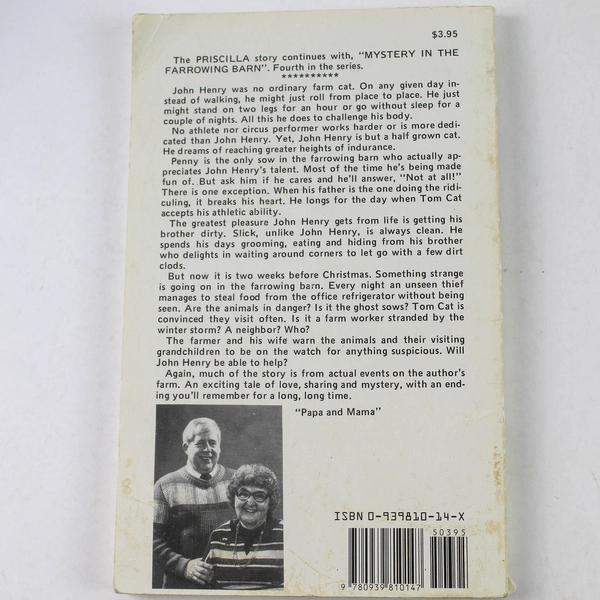 $3.95
The PRISCILLA story continues with, "MYSTERY IN THE
FARROWING BARN". Fourth in the series.
**********
John Henry was no ordinary farm cat. On any given day in-
stead of walking, he might just roll from place to place. He just
might stand on two legs for an hour or go without sleep for a
couple of nights. All this he does to challenge his body.
No athlete nor circus performer works harder or is more dedi-
cated than John Henry. Yet, John Henry is but a half grown cat.
He dreams of reaching greater heights of indurance.
Penny is the only sow in the farrowing barn who actually ap-
preciates John Henry's talent. Most of the time he's being made
fun of. But ask him if he cares and he'll answer, "Not at all!"
There is one exception. When his father is the one doing the ridi-
culing, it breaks his heart. He longs for the day when Tom Cat
accepts his athletic ability.
The greatest pleasure John Henry gets from life is getting his
brother dirty. Slick, unlike John Henry, is always clean. He
spends his days grooming, eating and hiding from his brother
who delights in waiting around corners to let go with a few dirt
clods.
But now it is two weeks before Christmas. Something strange
is going on in the farrowing barn. Every night an unseen thief
manages to steal food from the office refrigerator without being
seen. Are the animals in danger? Is it the ghost sows? Tom Cat is
convinced they visit often. Is it a farm worker stranded by the
winter storm? A neighbor? Who?
The farmer and his wife warn the animals and their visiting
grandchildren to be on the watch for anything suspicious. Will
John Henry be able to help?
Again, much of the story is from actual events on the author's
farm. An exciting tale of love, sharing and mystery, with an end-
ing you'll remember for a long, long time.
"Papa and Mama"
ISBN 0-939810-14-X
50395
9 780939 810147